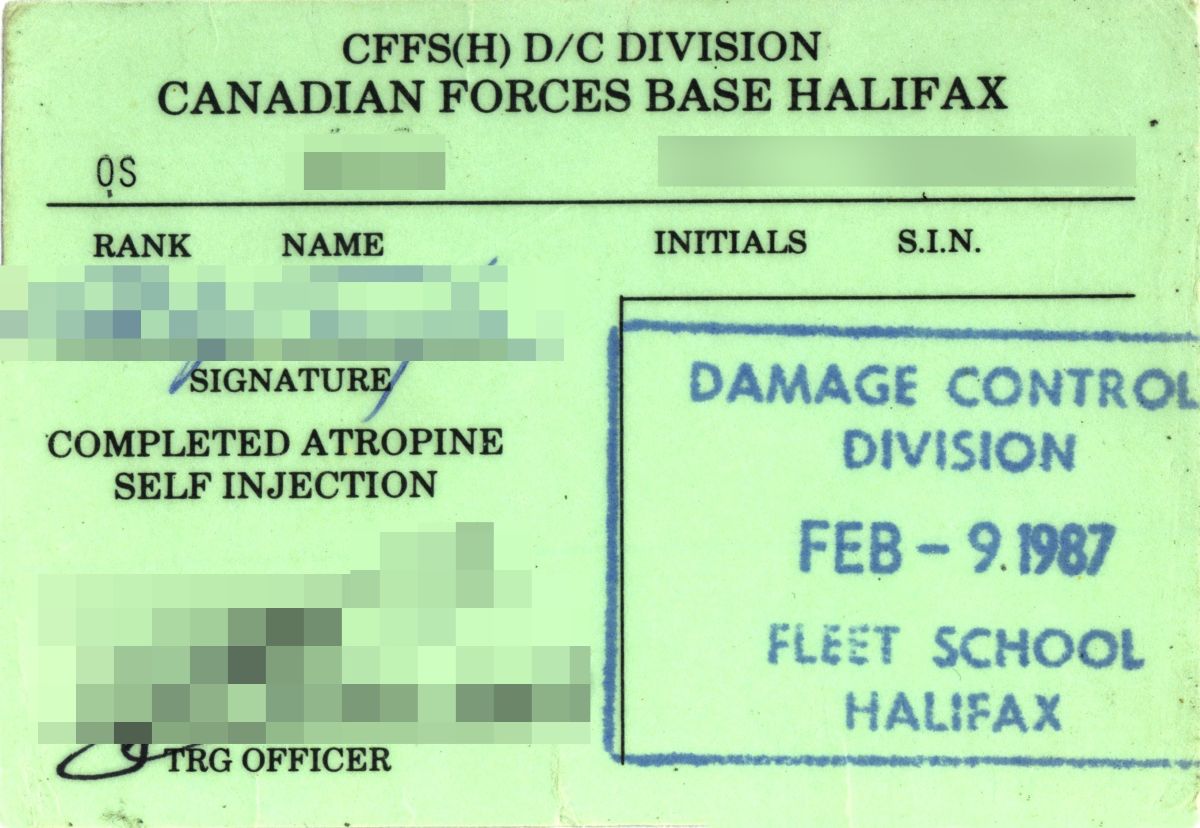 CFFS(H) D/C DIVISION
CANADIAN FORCES BASE HALIFAX
OS
RANK NAME INITIALS S.I.N.
SIGNATURE
COMPLETED ATROPINE
SELF INJECTION
TRG OFFICER
DAMAGE CONTROL
DIVISION
FEB - 9 1987
FLEET SCHOOL
HALIFAX